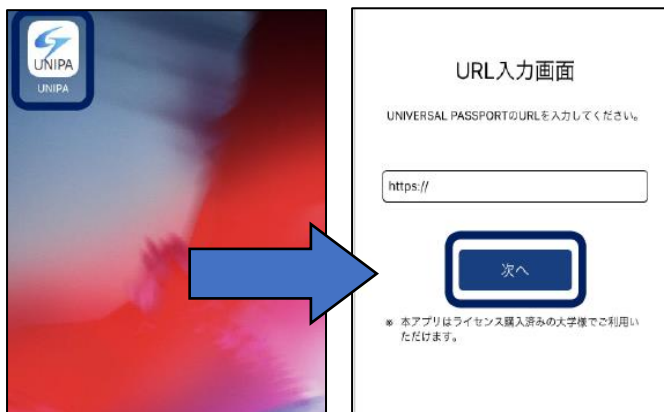 UNIPA
UNIPA
URL入力画面
UNIVERSAL PASSPORTのURLを入力してください。
https://
次へ
※ 本アプリはライセンス購入済みの大学様でご利用い
ただけます。